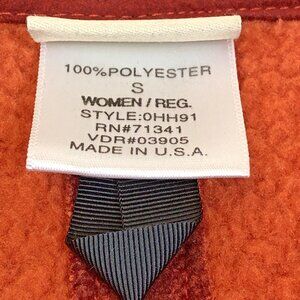 100%POLYESTER
S
WOMEN/REG.
STYLE:0HH91
RN#71341
VDR#03905
MADE IN U.S.A.